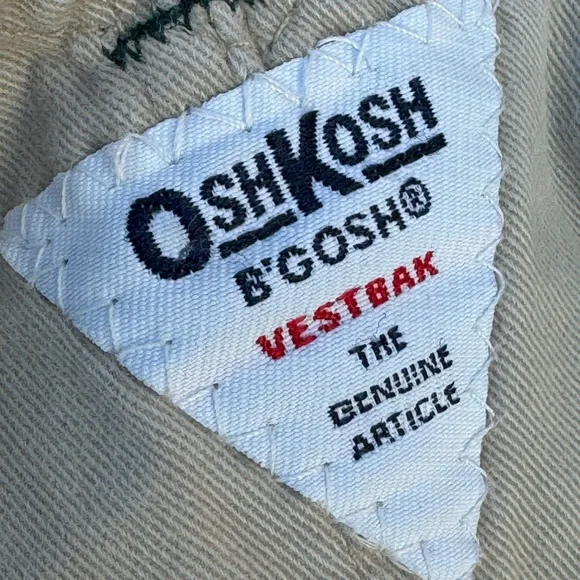 OSHKOSH
B'GOSH®
VESTBAK
THE
GENUINE
ARTICLE